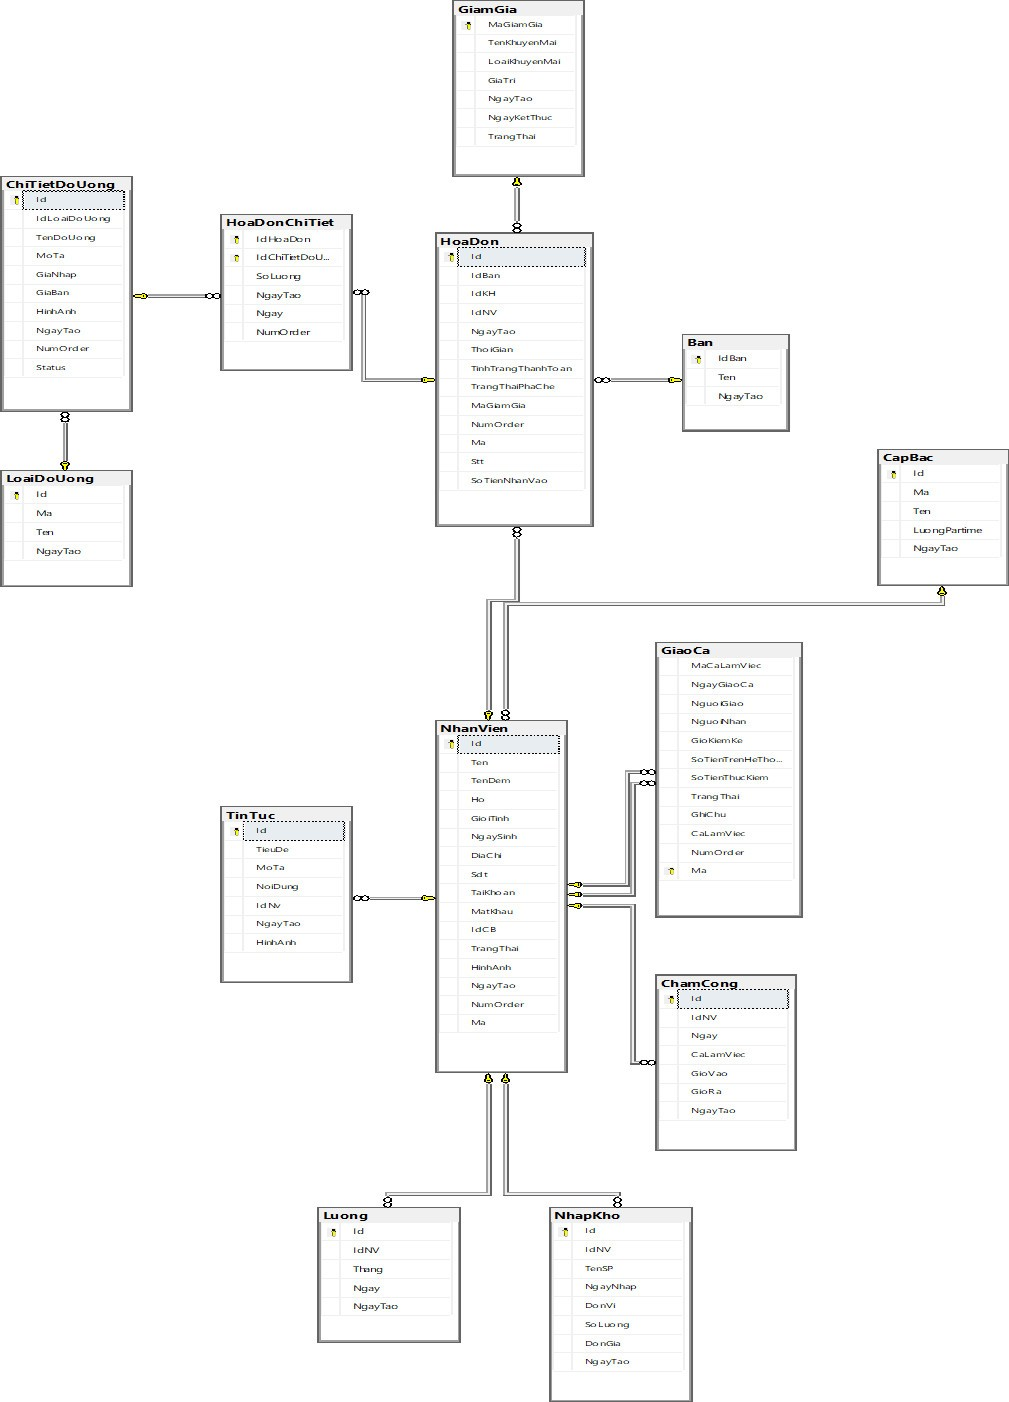 GiamGia
MaGiamGia
TenKhuyenMai
LoaiKhuyenMai
GiaTri
NgayTao
NgayKetThuc
TrangThai
ChiTietDoUong
Id
IdLoaiDoUong
TenDoUong
MoTa
GiaNhap
GiaBan
HinhAnh
NgayTao
NumOrder
Status
HoaDonChiTiet
IdHoaDon
IdChiTietDoU...
SoLuong
NgayTao
Ngay
NumOrder
HoaDon
Id
IdBan
IdKH
IdNV
NgayTao
ThoiGian
TinhTrangThanhToan
TrangThaiPhaChe
MaGiamGia
NumOrder
Ma
Stt
SoTienNhanVao
Ban
IdBan
Ten
NgayTao
CapBac
Id
Ma
Ten
LuongPartime
NgayTao
LoaiDoUong
Id
Ma
Ten
NgayTao
GiaoCa
MaCaLamViec
NgayGiaoCa
NguoiGiao
NguoiNhan
GioKiemKe
SoTienTrenHeTho...
SoTienThucKiem
TrangThai
GhiChu
CaLamViec
NumOrder
Ma
NhanVien
Id
Ten
TenDem
Ho
GioiTinh
NgaySinh
DiaChi
Sdt
TaiKhoan
MatKhau
IdCB
TrangThai
HinhAnh
NgayTao
NumOrder
Ma
TinTuc
Id
TieuDe
MoTa
NoiDung
IdNv
NgayTao
HinhAnh
ChamCong
Id
IdNV
Ngay
CaLamViec
GioVao
GioRa
NgayTao
Luong
Id
IdNV
Thang
Ngay
NgayTao
NhapKho
Id
IdNV
TenSP
NgayNhap
DonVi
SoLuong
DonGia
NgayTao